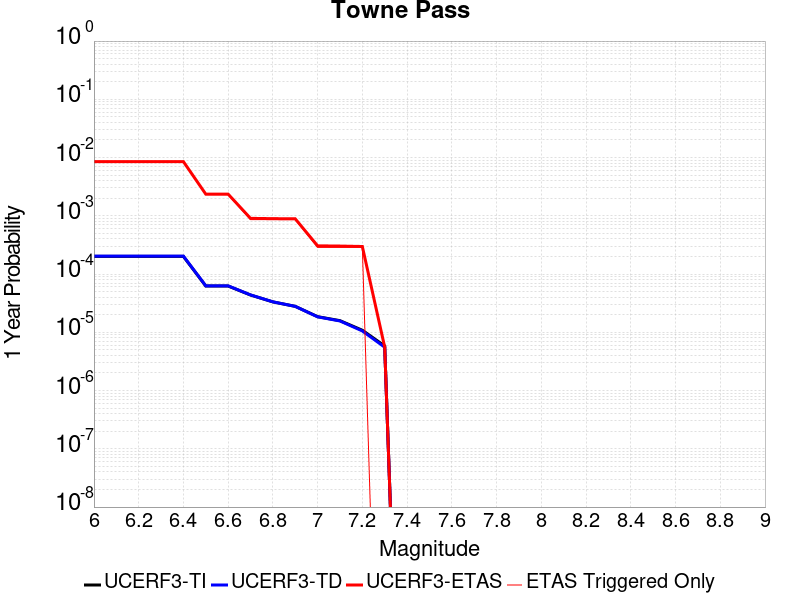 Towne Pass
10^0
10^-1
10^-2
10^-3
10^-4
10^-5
10^-6
10^-7
10^-8
1 Year Probability
6 6.2 6.4 6.6 6.8 7 7.2 7.4 7.6 7.8 8 8.2 8.4 8.6 8.8 9
Magnitude
UCERF3-TI UCERF3-TD UCERF3-ETAS ETAS Triggered Only